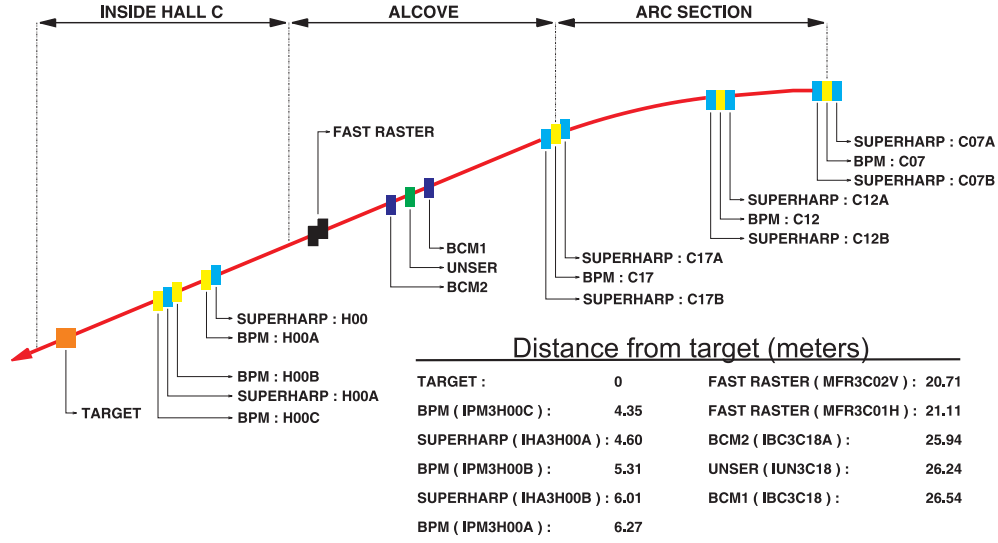 INSIDE HALL C
ALCOVE
ARC SECTION
FAST RASTER
SUPERHARP : C07A
BPM : C07
SUPERHARP : C07B
SUPERHARP : C12A
BPM : C12
SUPERHARP : C12B
BCM1
UNSER
BCM2
SUPERHARP : C17A
BPM : C17
SUPERHARP : C17B
SUPERHARP : H00
BPM : H00A
BPM : H00B
SUPERHARP : H00A
BPM : H00C
TARGET
Distance from target (meters)
TARGET : 0
BPM ( IPM3H00C ) : 4.35
SUPERHARP ( IHA3H00A ) : 4.60
BPM ( IPM3H00B ) : 5.31
SUPERHARP ( IHA3H00B ) : 6.01
BPM ( IPM3H00A ) : 6.27
FAST RASTER ( MFR3C02V ) : 20.71
FAST RASTER ( MFR3C01H ) : 21.11
BCM2 ( IBC3C18A ) : 25.94
UNSER ( IUN3C18 ) : 26.24
BCM1 ( IBC3C18 ) : 26.54